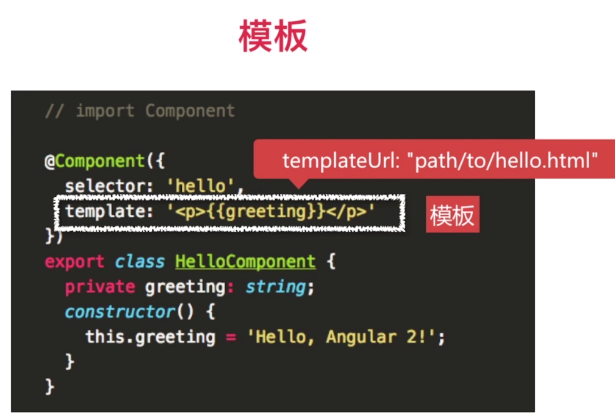 模板
// import Component
@Component({
templateUrl: "path/to/hello.html"
selector: 'hello',
template: '<p>{{greeting}}</p>'
模板
})
export class HelloComponent {
private greeting: string;
constructor() {
this.greeting = 'Hello, Angular 2!';
}
}